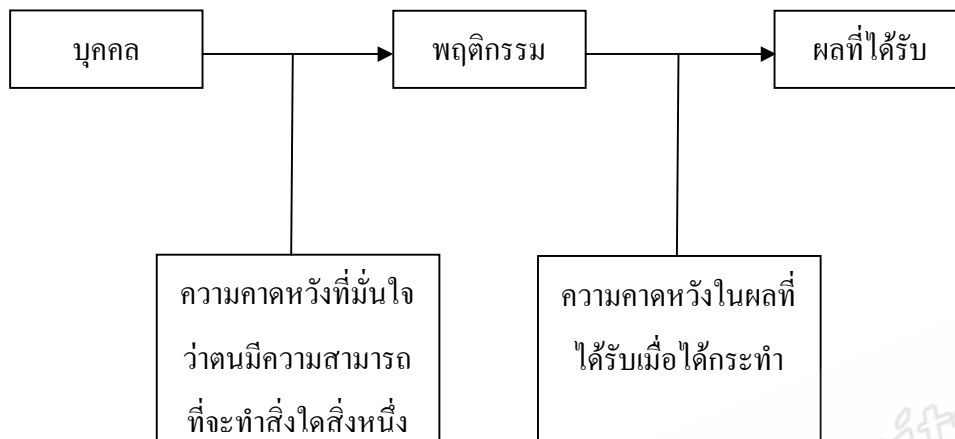 บุคคล
พฤติกรรม
ผลที่ได้รับ
ความคาดหวังที่มั่นใจ
ว่าตนมีความสามารถ
ที่จะทำสิ่งใดสิ่งหนึ่ง
ความคาดหวังในผลที่
ได้รับเมื่อได้กระทำ